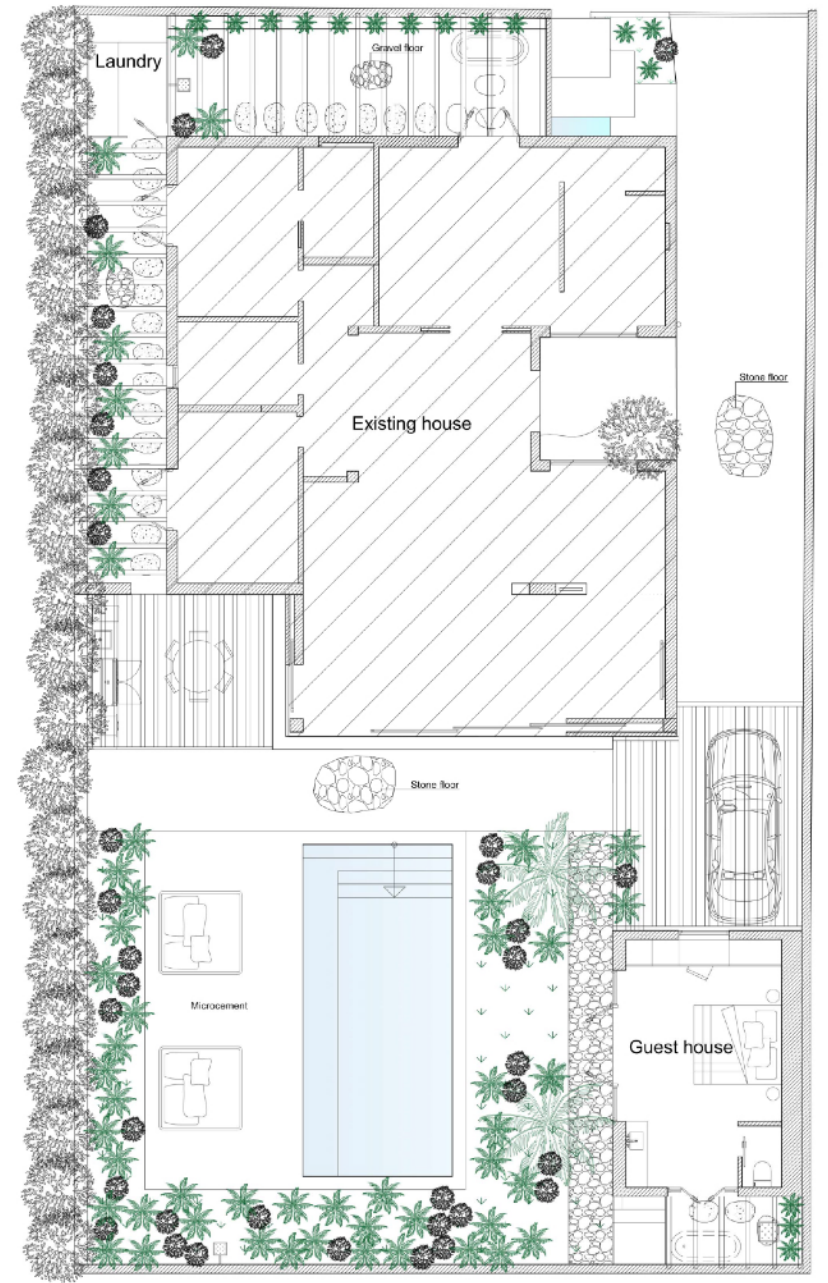 Laundry
Gravel floor
Stone floor
Existing house
Stone floor
Microcement
Guest house